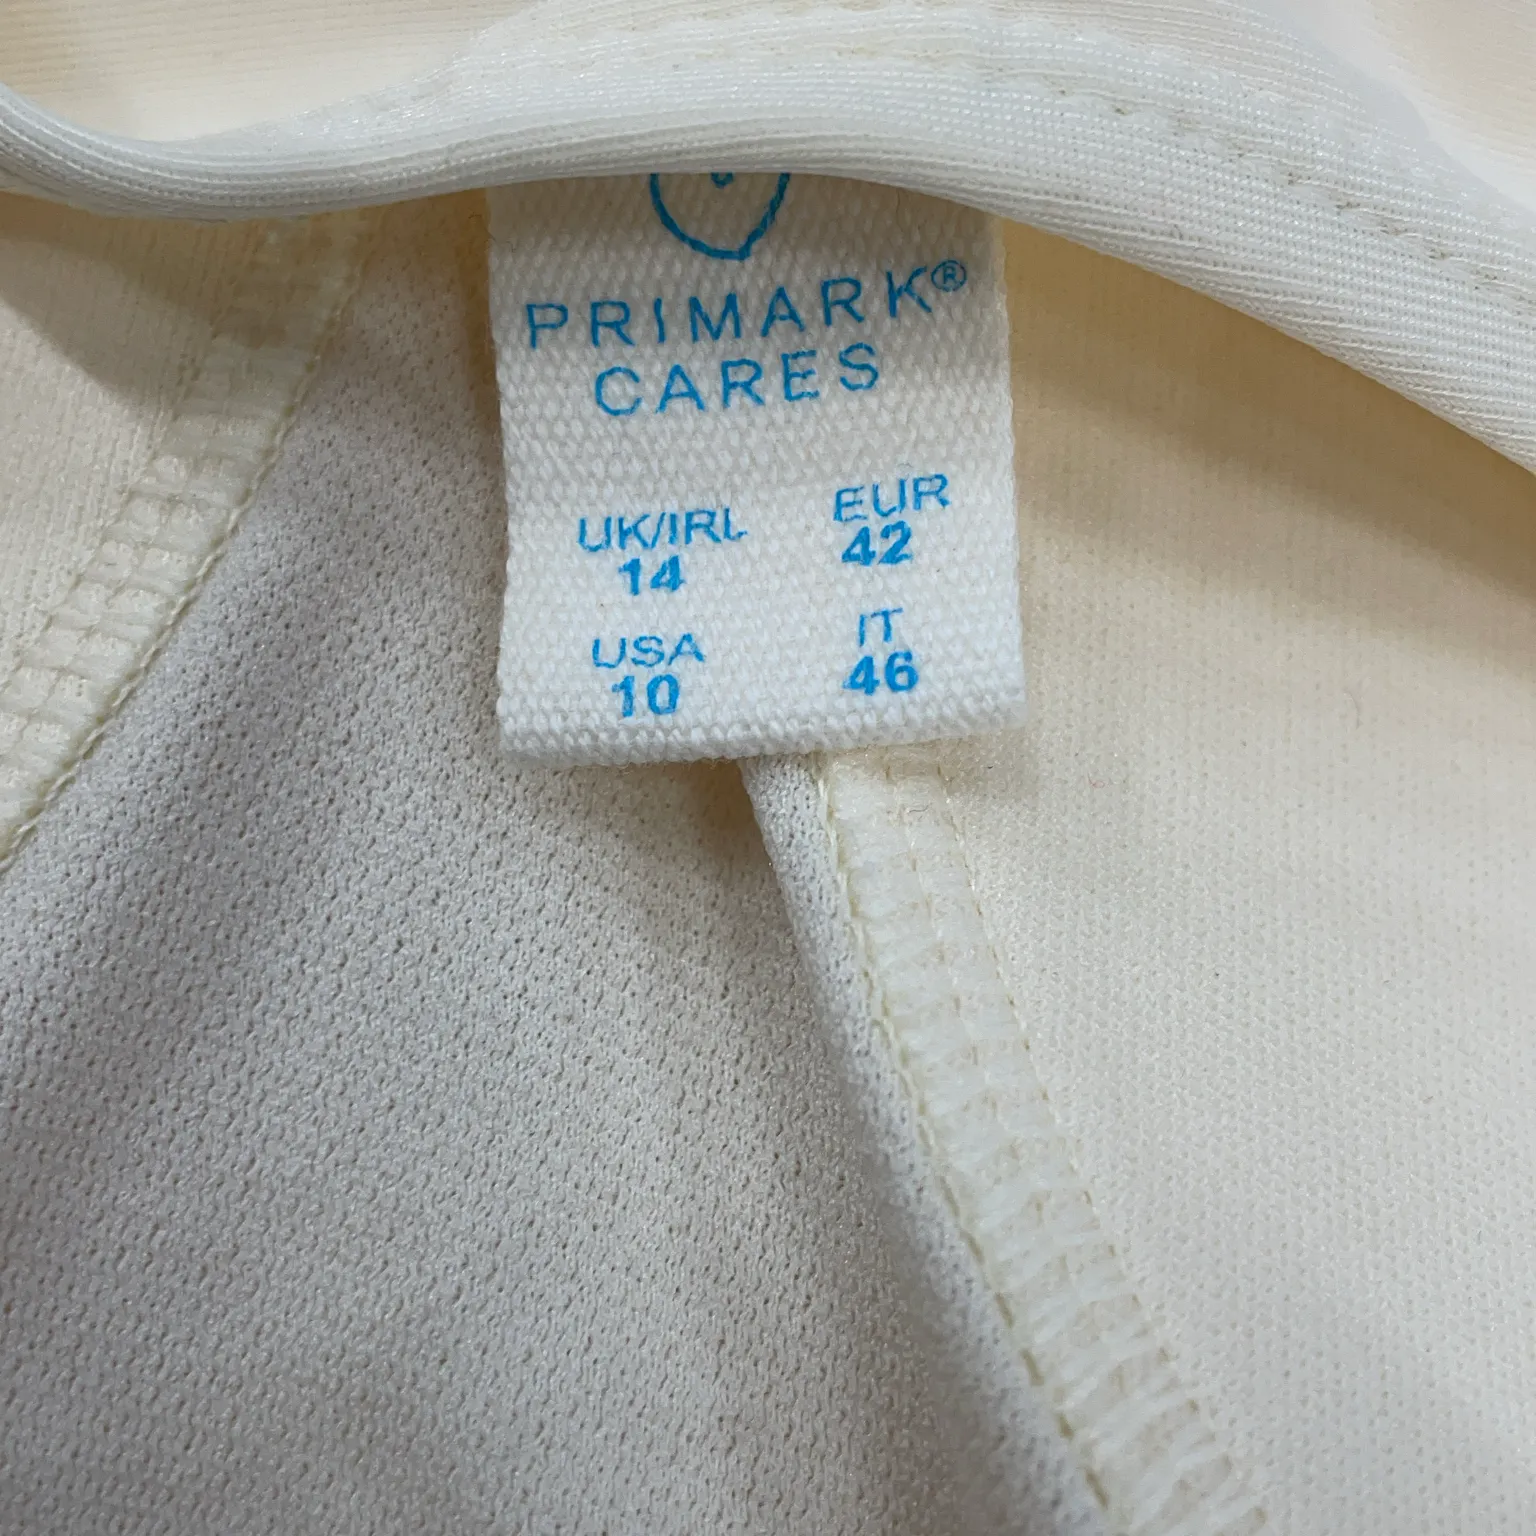 PRIMARK®
CARES
UK/IRL EUR
14 42
USA IT
10 46